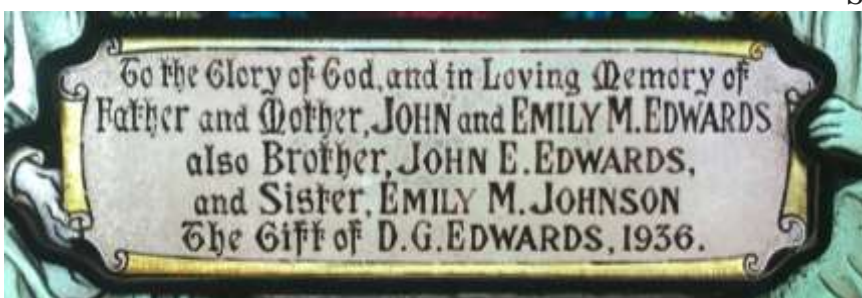 To the Glory of God, and in Loving Memory of
Father and Mother, JOHN and EMILY M. EDWARDS
also Brother, JOHN E. EDWARDS,
and Sister, EMILY M. JOHNSON
The Gift of D.G. EDWARDS, 1936.